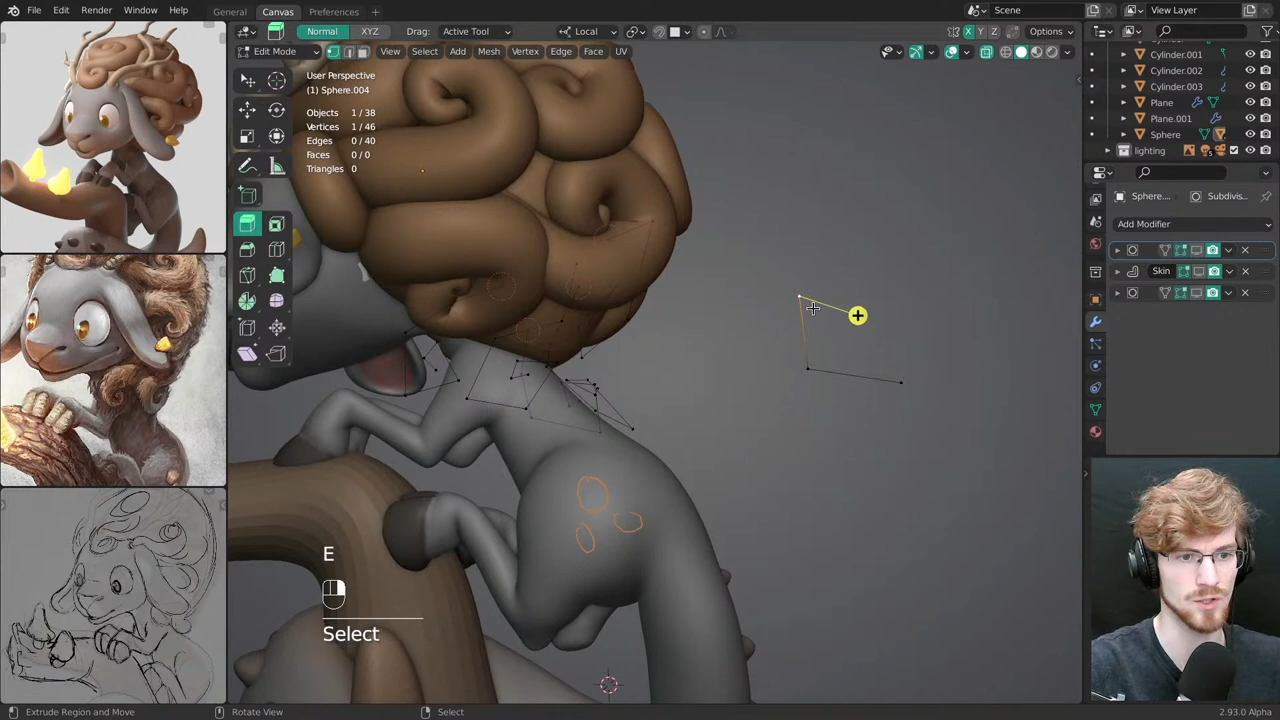 File Edit Render Window Help General Canvas Preferences + Scene View Layer
Normal XYZ Drag: Active Tool Local X Y Z Options
Edit Mode View Select Add Mesh Vertex Edge Face UV
User Perspective
(1) Sphere.004
Objects 1 / 38
Vertices 1 / 46
Edges 0 / 40
Faces 0 / 0
Triangles 0
Cylinder.001
Cylinder.002
Cylinder.003
Plane
Plane.001
Sphere
lighting
Sphere.... Subdivis...
Add Modifier
Skin
E
Select
Extrude Region and Move Rotate View Select 2.93.0 Alpha